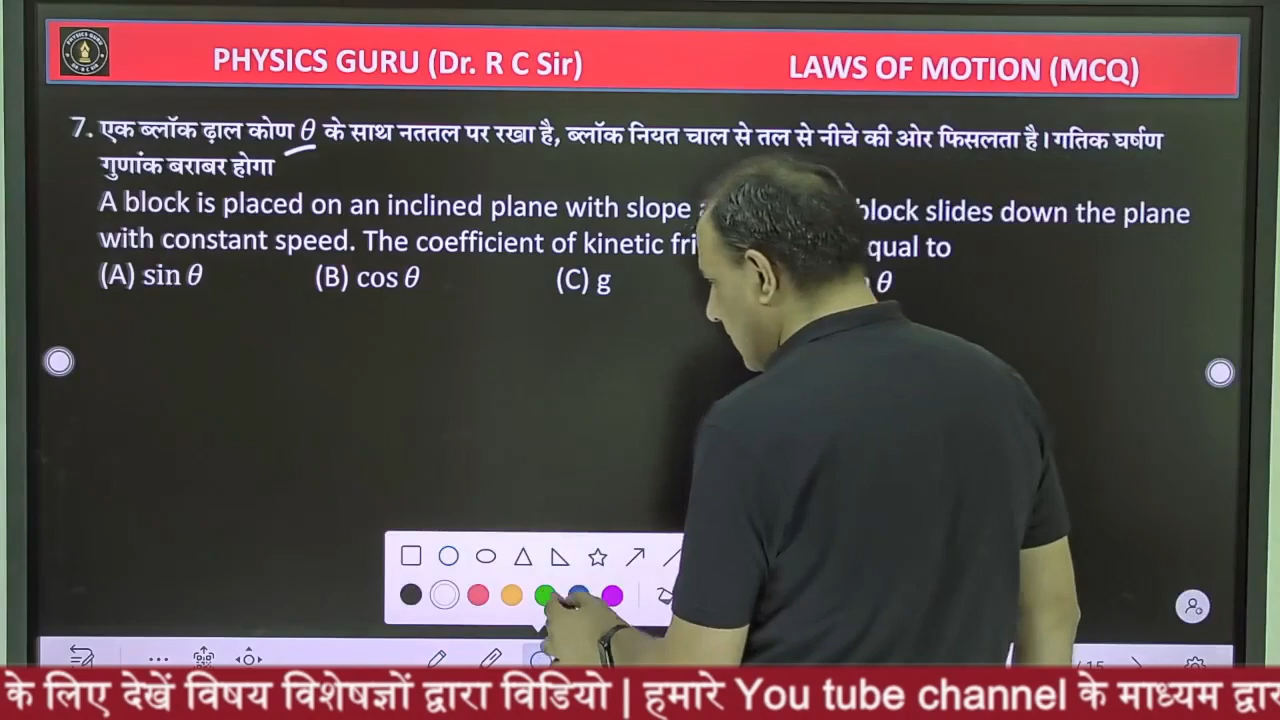 PHYSICS GURU (Dr. R C Sir)
LAWS OF MOTION (MCQ)
7. एक ब्लॉक ढ़ाल कोण θ के साथ नततल पर रखा है, ब्लॉक नियत चाल से तल से नीचे की ओर फिसलता है। गतिक घर्षण
गुणांक बराबर होगा
A block is placed on an inclined plane with slope block slides down the plane
with constant speed. The coefficient of kinetic qual to
(A) sin θ (B) cos θ (C) g θ
/ 15
के लिए देखें विषय विशेषज्ञों द्वारा विडियो | हमारे You tube channel के माध्यम